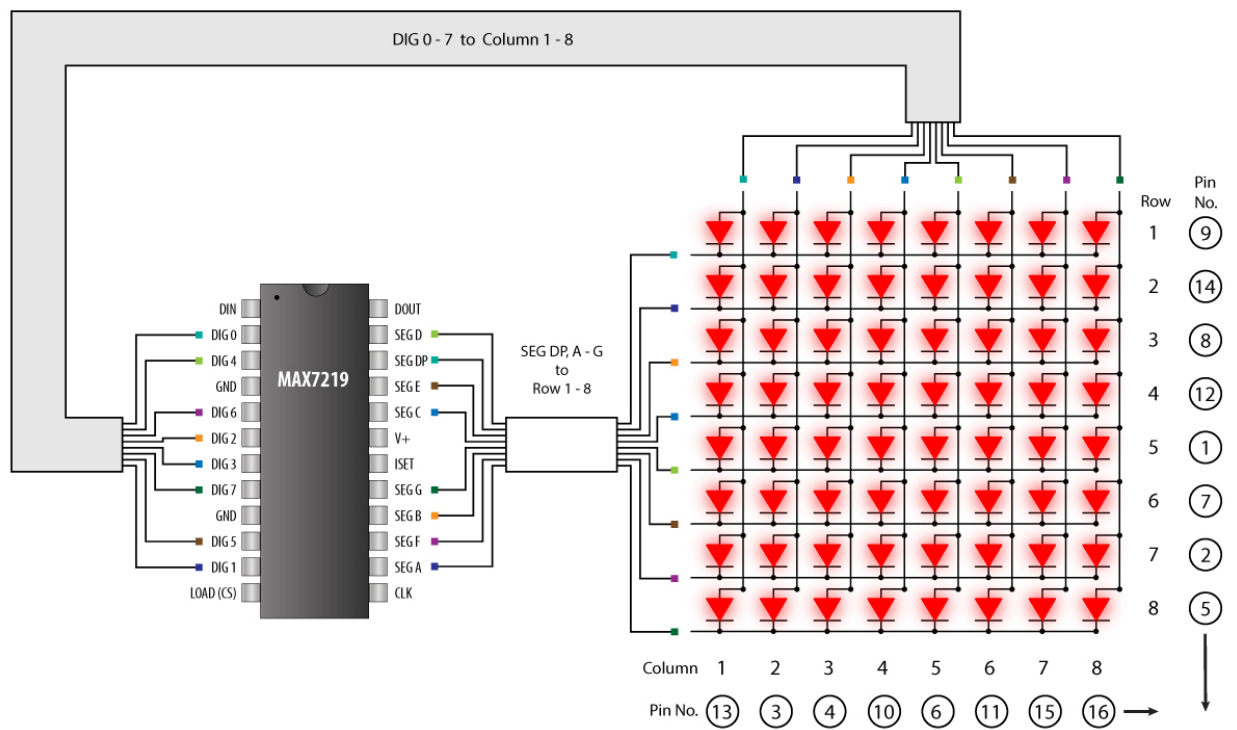 DIG 0 - 7 to Column 1 - 8
Pin
No.
Row
1 9
2 14
3 8
4 12
5 1
6 7
7 2
8 5
SEG DP, A - G
to
Row 1 - 8
MAX7219
DIN
DIG 0
DIG 4
GND
DIG 6
DIG 2
DIG 3
DIG 7
GND
DIG 5
DIG 1
LOAD (CS)
DOUT
SEG D
SEG DP
SEG E
SEG C
V+
ISET
SEG G
SEG B
SEG F
SEG A
CLK
Column 1 2 3 4 5 6 7 8
Pin No. 13 3 4 10 6 11 15 16